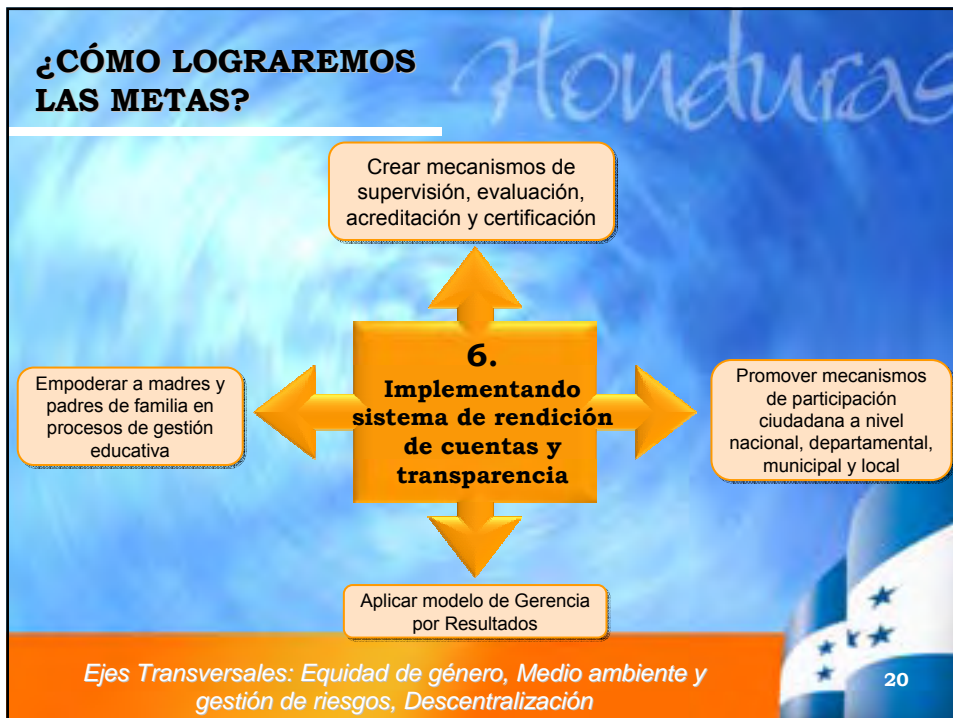 ¿CÓMO LOGRAREMOS
LAS METAS?
Honduras
Crear mecanismos de
supervisión, evaluación,
acreditación y certificación
6.
Implementando
sistema de rendición
de cuentas y
transparencia
Empoderar a madres y
padres de familia en
procesos de gestión
educativa
Promover mecanismos
de participación
ciudadana a nivel
nacional, departamental,
municipal y local
Aplicar modelo de Gerencia
por Resultados
Ejes Transversales: Equidad de género, Medio ambiente y
gestión de riesgos, Descentralización
20